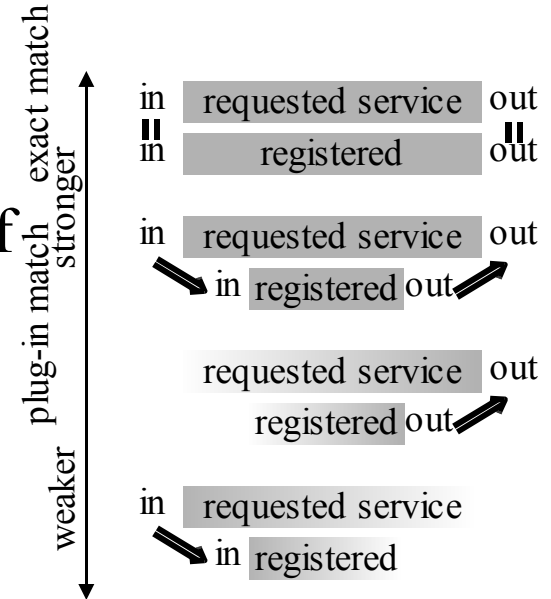 exact match
stronger
plug-in match
weaker
f
in requested service out
in registered out
in requested service out
in registered out
requested service out
registered out
in requested service
in registered